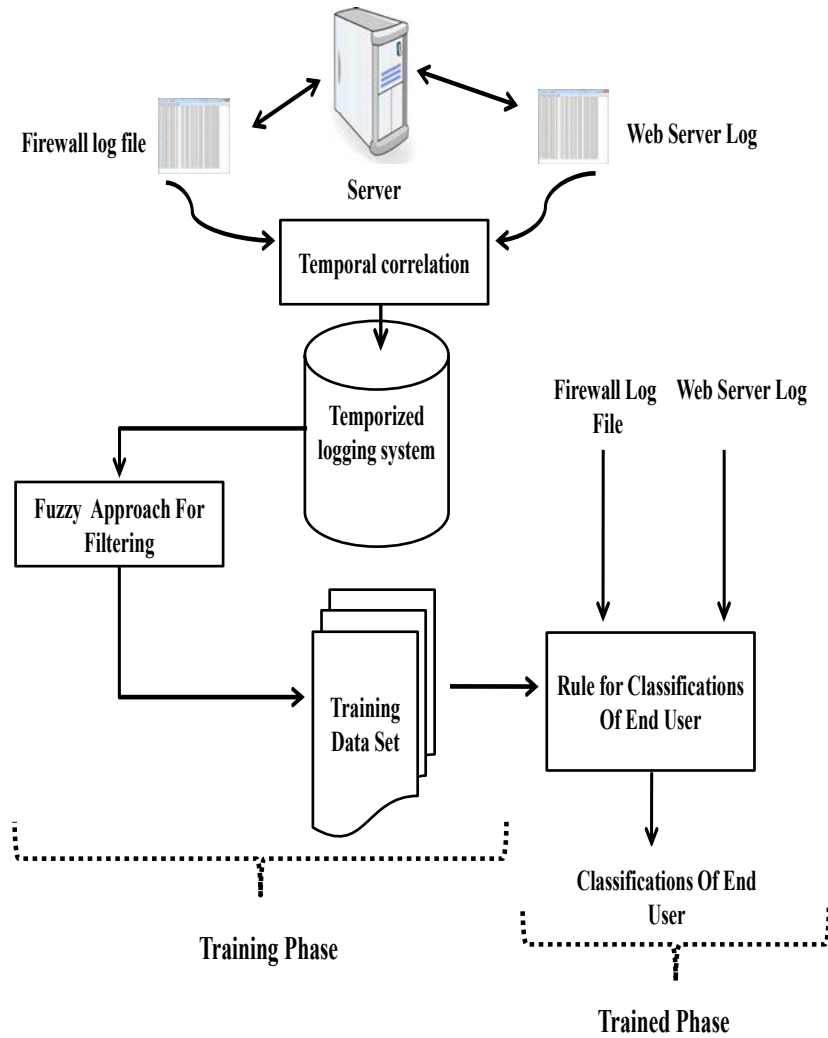 Firewall log file
Web Server Log
Server
Temporal correlation
Temporized
logging system
Firewall Log
File
Web Server Log
Fuzzy Approach For
Filtering
Training
Data Set
Rule for Classifications
Of End User
Classifications Of End
User
Training Phase
Trained Phase